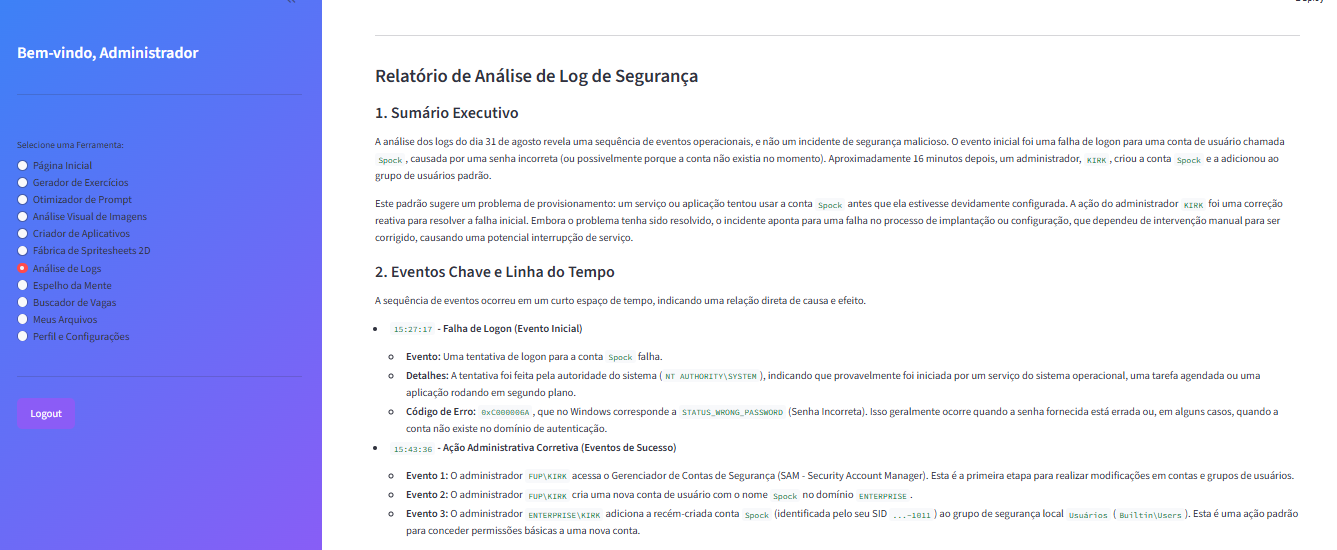 Bem-vindo, Administrador
Selecione uma Ferramenta:
Página Inicial
Gerador de Exercícios
Otimizador de Prompt
Análise Visual de Imagens
Criador de Aplicativos
Fábrica de Spritesheets 2D
Análise de Logs
Espelho da Mente
Buscador de Vagas
Meus Arquivos
Perfil e Configurações
Logout
Relatório de Análise de Log de Segurança
1. Sumário Executivo
A análise dos logs do dia 31 de agosto revela uma sequência de eventos operacionais, e não um incidente de segurança malicioso. O evento inicial foi uma falha de logon para uma conta de usuário chamada
Spock , causada por uma senha incorreta (ou possivelmente porque a conta não existia no momento). Aproximadamente 16 minutos depois, um administrador, KIRK , criou a conta Spock e a adicionou ao
grupo de usuários padrão.
Este padrão sugere um problema de provisionamento: um serviço ou aplicação tentou usar a conta Spock antes que ela estivesse devidamente configurada. A ação do administrador KIRK foi uma correção
reativa para resolver a falha inicial. Embora o problema tenha sido resolvido, o incidente aponta para uma falha no processo de implantação ou configuração, que dependeu de intervenção manual para ser
corrigido, causando uma potencial interrupção de serviço.
2. Eventos Chave e Linha do Tempo
A sequência de eventos ocorreu em um curto espaço de tempo, indicando uma relação direta de causa e efeito.
• 15:27:17 - Falha de Logon (Evento Inicial)
○ Evento: Uma tentativa de logon para a conta Spock falha.
○ Detalhes: A tentativa foi feita pela autoridade do sistema ( NT AUTHORITY\SYSTEM ), indicando que provavelmente foi iniciada por um serviço do sistema operacional, uma tarefa agendada ou uma
aplicação rodando em segundo plano.
○ Código de Erro: 0xC000006A , que no Windows corresponde a STATUS_WRONG_PASSWORD (Senha Incorreta). Isso geralmente ocorre quando a senha fornecida está errada ou, em alguns casos, quando a
conta não existe no domínio de autenticação.
• 15:43:36 - Ação Administrativa Corretiva (Eventos de Sucesso)
○ Evento 1: O administrador FUP\KIRK acessa o Gerenciador de Contas de Segurança (SAM - Security Account Manager). Esta é a primeira etapa para realizar modificações em contas e grupos de usuários.
○ Evento 2: O administrador FUP\KIRK cria uma nova conta de usuário com o nome Spock no domínio ENTERPRISE .
○ Evento 3: O administrador ENTERPRISE\KIRK adiciona a recém-criada conta Spock (identificada pelo seu SID ...-1011 ) ao grupo de segurança local Usuários ( Builtin\Users ). Esta é uma ação padrão
para conceder permissões básicas a uma nova conta.